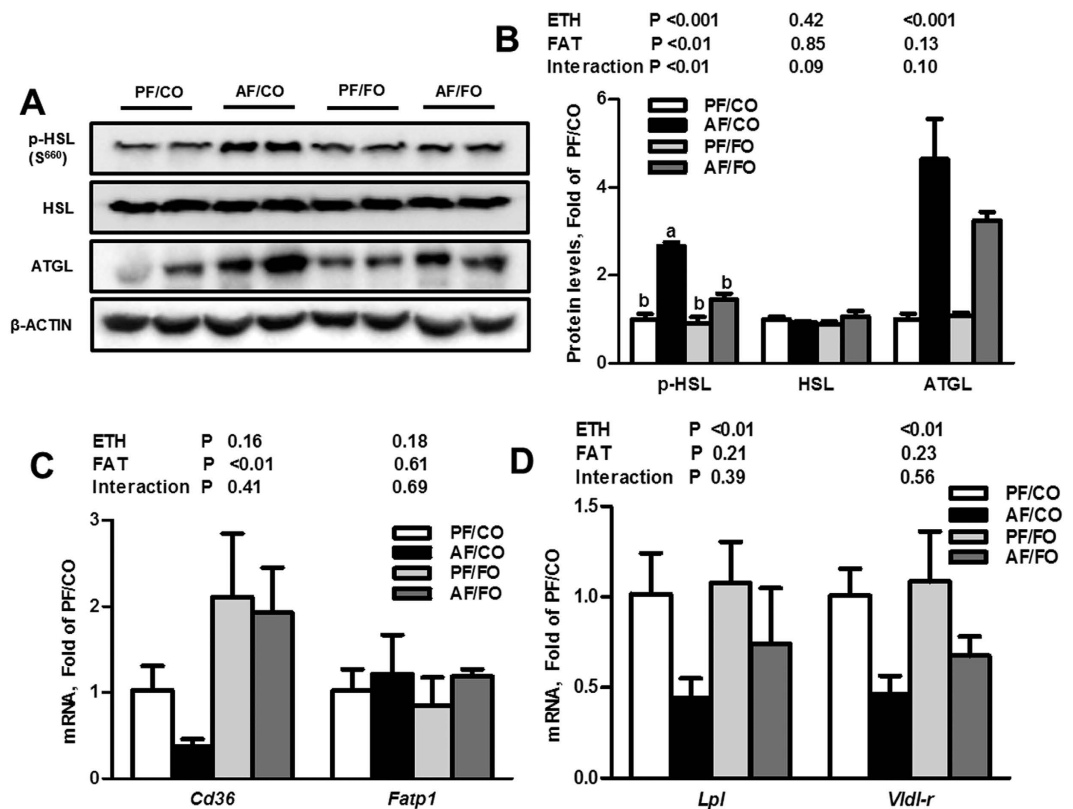 A
PF/CO AF/CO PF/FO AF/FO
p-HSL
(S660)
HSL
ATGL
β-ACTIN
B
ETH P <0.001 0.42 <0.001
FAT P <0.01 0.85 0.13
Interaction P <0.01 0.09 0.10
PF/CO
AF/CO
PF/FO
AF/FO
Protein levels, Fold of PF/CO
6
4
2
0
b a b b
p-HSL HSL ATGL
C
ETH P 0.16 0.18
FAT P <0.01 0.61
Interaction P 0.41 0.69
PF/CO
AF/CO
PF/FO
AF/FO
mRNA, Fold of PF/CO
3
2
1
0
Cd36 Fatp1
D
ETH P <0.01 <0.01
FAT P 0.21 0.23
Interaction P 0.39 0.56
PF/CO
AF/CO
PF/FO
AF/FO
mRNA, Fold of PF/CO
1.5
1.0
0.5
0.0
Lpl Vldl-r